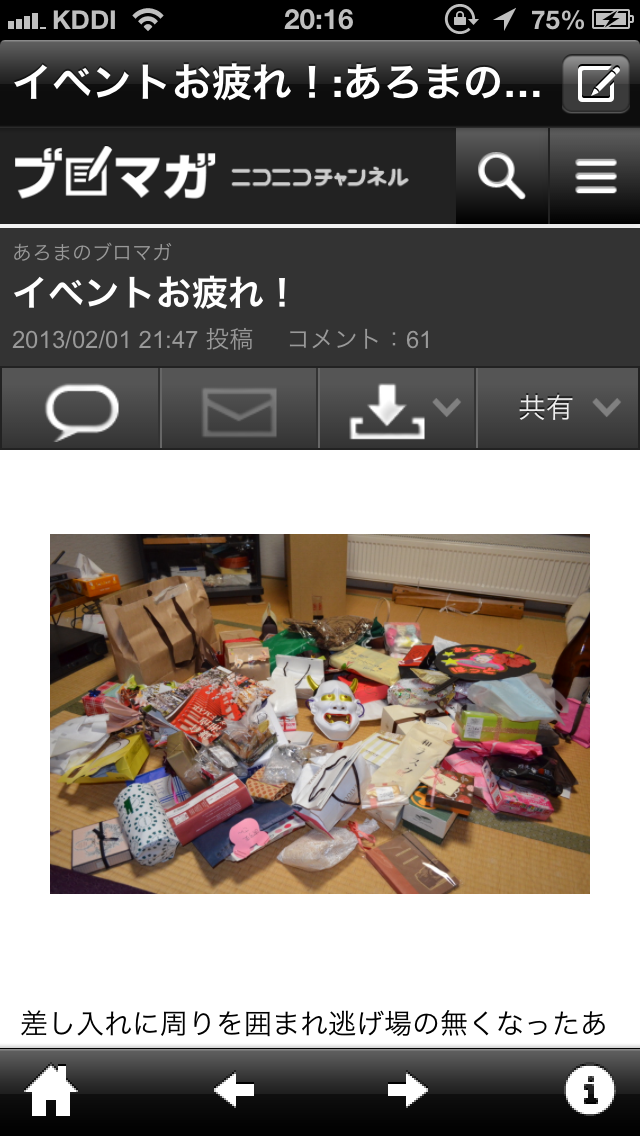 KDDI 20:16 75%
イベントお疲れ！:あろまの...
ブロマガ ニコニコチャンネル
あろまのブロマガ
イベントお疲れ！
2013/02/01 21:47 投稿 コメント：61
共有
差し入れに周りを囲まれ逃げ場の無くなったあ